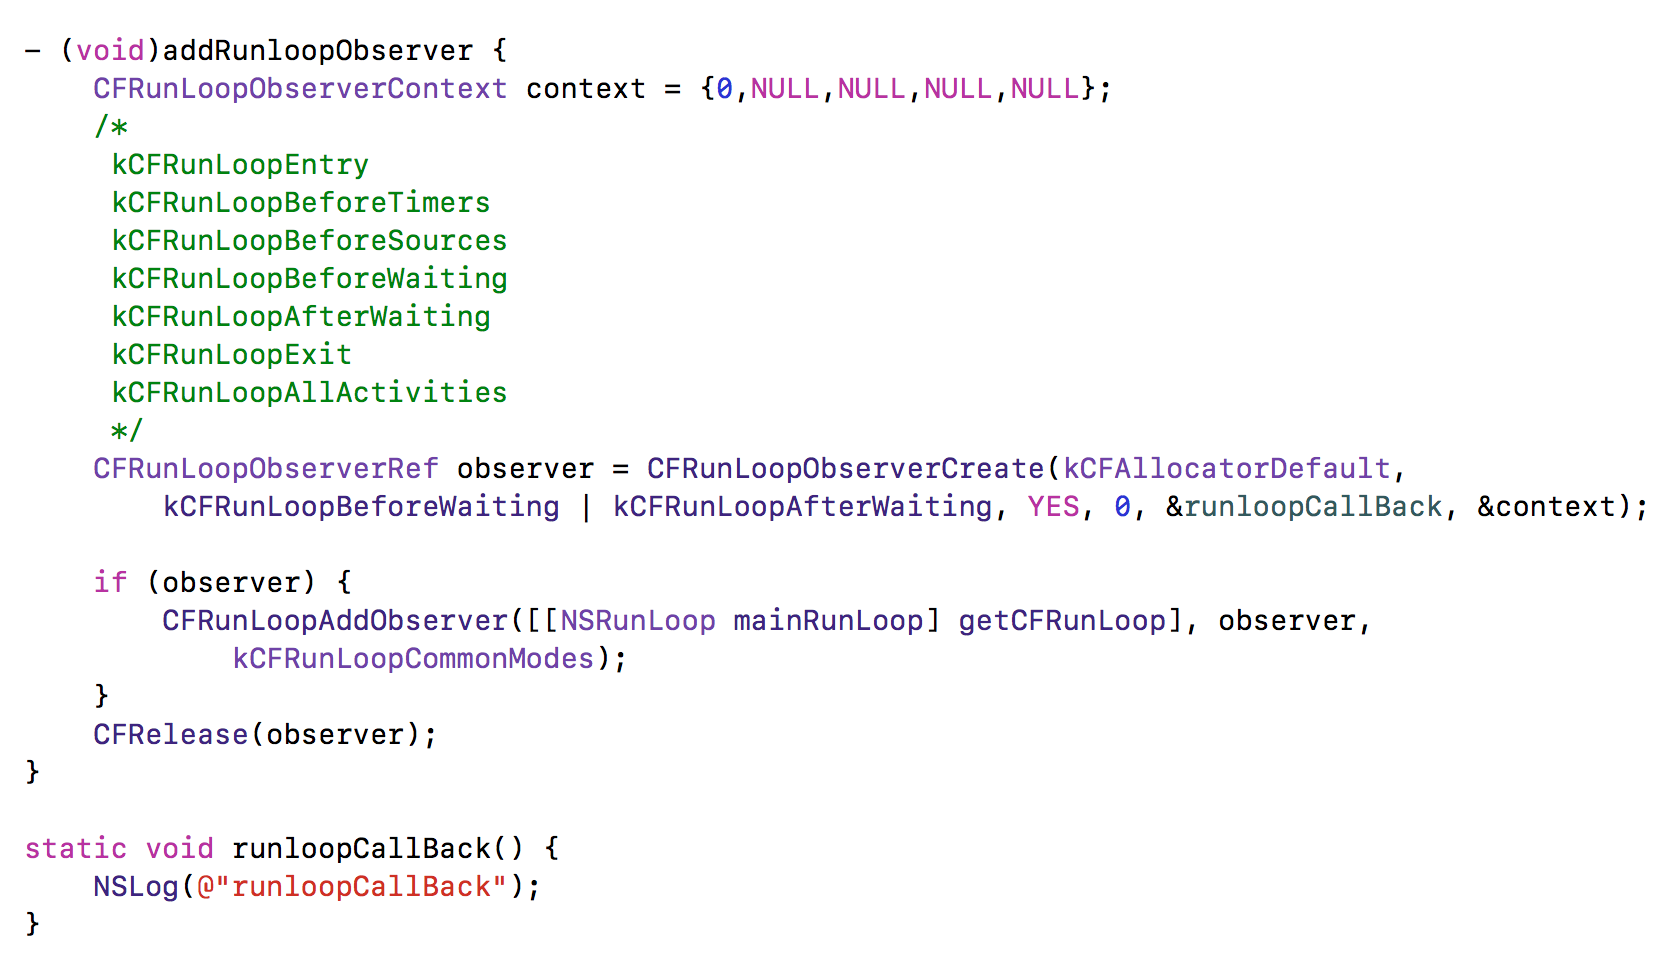 - (void)addRunloopObserver {
    CFRunLoopObserverContext context = {0,NULL,NULL,NULL,NULL};
    /*
     kCFRunLoopEntry
     kCFRunLoopBeforeTimers
     kCFRunLoopBeforeSources
     kCFRunLoopBeforeWaiting
     kCFRunLoopAfterWaiting
     kCFRunLoopExit
     kCFRunLoopAllActivities
     */
    CFRunLoopObserverRef observer = CFRunLoopObserverCreate(kCFAllocatorDefault,
        kCFRunLoopBeforeWaiting | kCFRunLoopAfterWaiting, YES, 0, &runloopCallBack, &context);

    if (observer) {
        CFRunLoopAddObserver([[NSRunLoop mainRunLoop] getCFRunLoop], observer,
            kCFRunLoopCommonModes);
    }
    CFRelease(observer);
}

static void runloopCallBack() {
    NSLog(@"runloopCallBack");
}